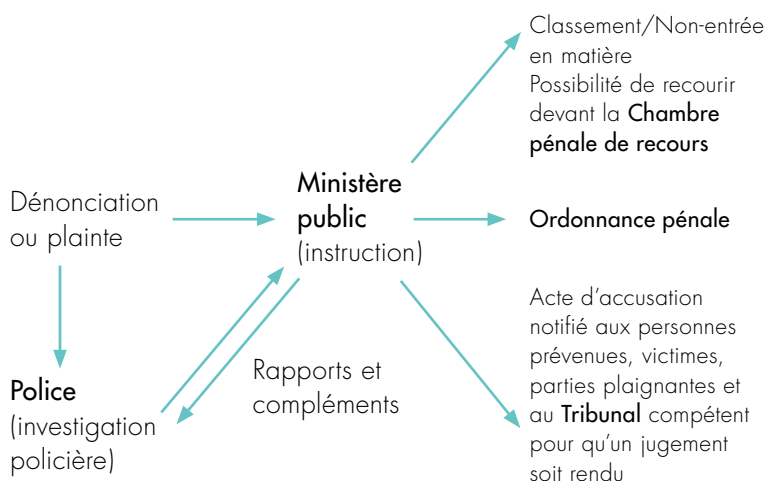 Dénonciation
ou plainte
Police
(investigation
policière)
Rapports et
compléments
Ministère
public
(instruction)
Classement/Non-entrée
en matière
Possibilité de recourir
devant la Chambre
pénale de recours
Ordonnance pénale
Acte d'accusation
notifié aux personnes
prévenues, victimes,
parties plaignantes et
au Tribunal compétent
pour qu'un jugement
soit rendu